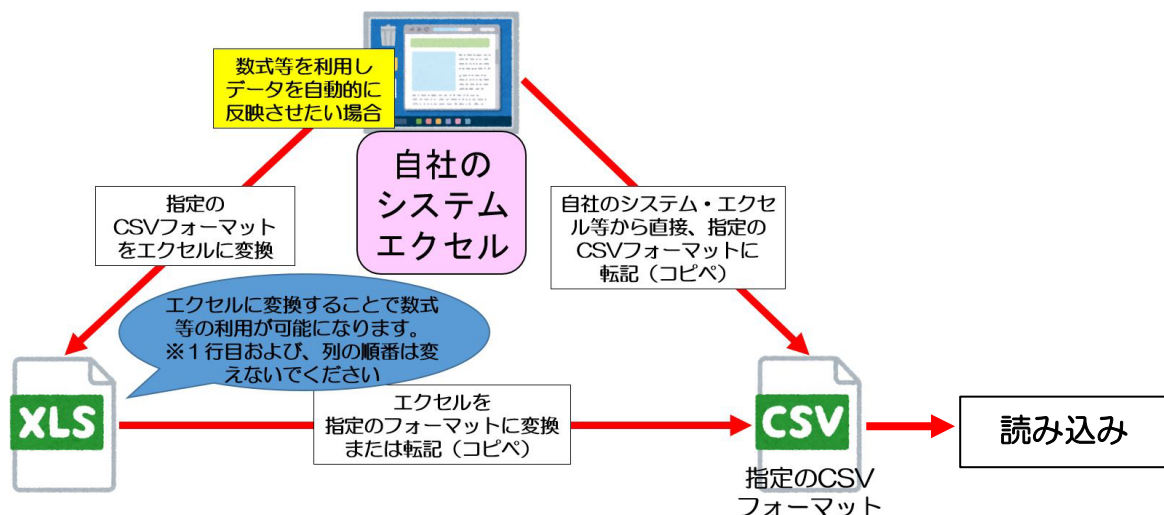 数式等を利用し
データを自動的に
反映させたい場合
自社の
システム
エクセル
指定の
CSVフォーマット
をエクセルに変換
自社のシステム・エクセ
ル等から直接、指定の
CSVフォーマットに
転記（コピペ）
エクセルに変換することで数式
等の利用が可能になります。
※１行目および、列の順番は変
えないでください
XLS
エクセルを
指定のフォーマットに変換
または転記（コピペ）
CSV
指定のCSV
フォーマット
読み込み